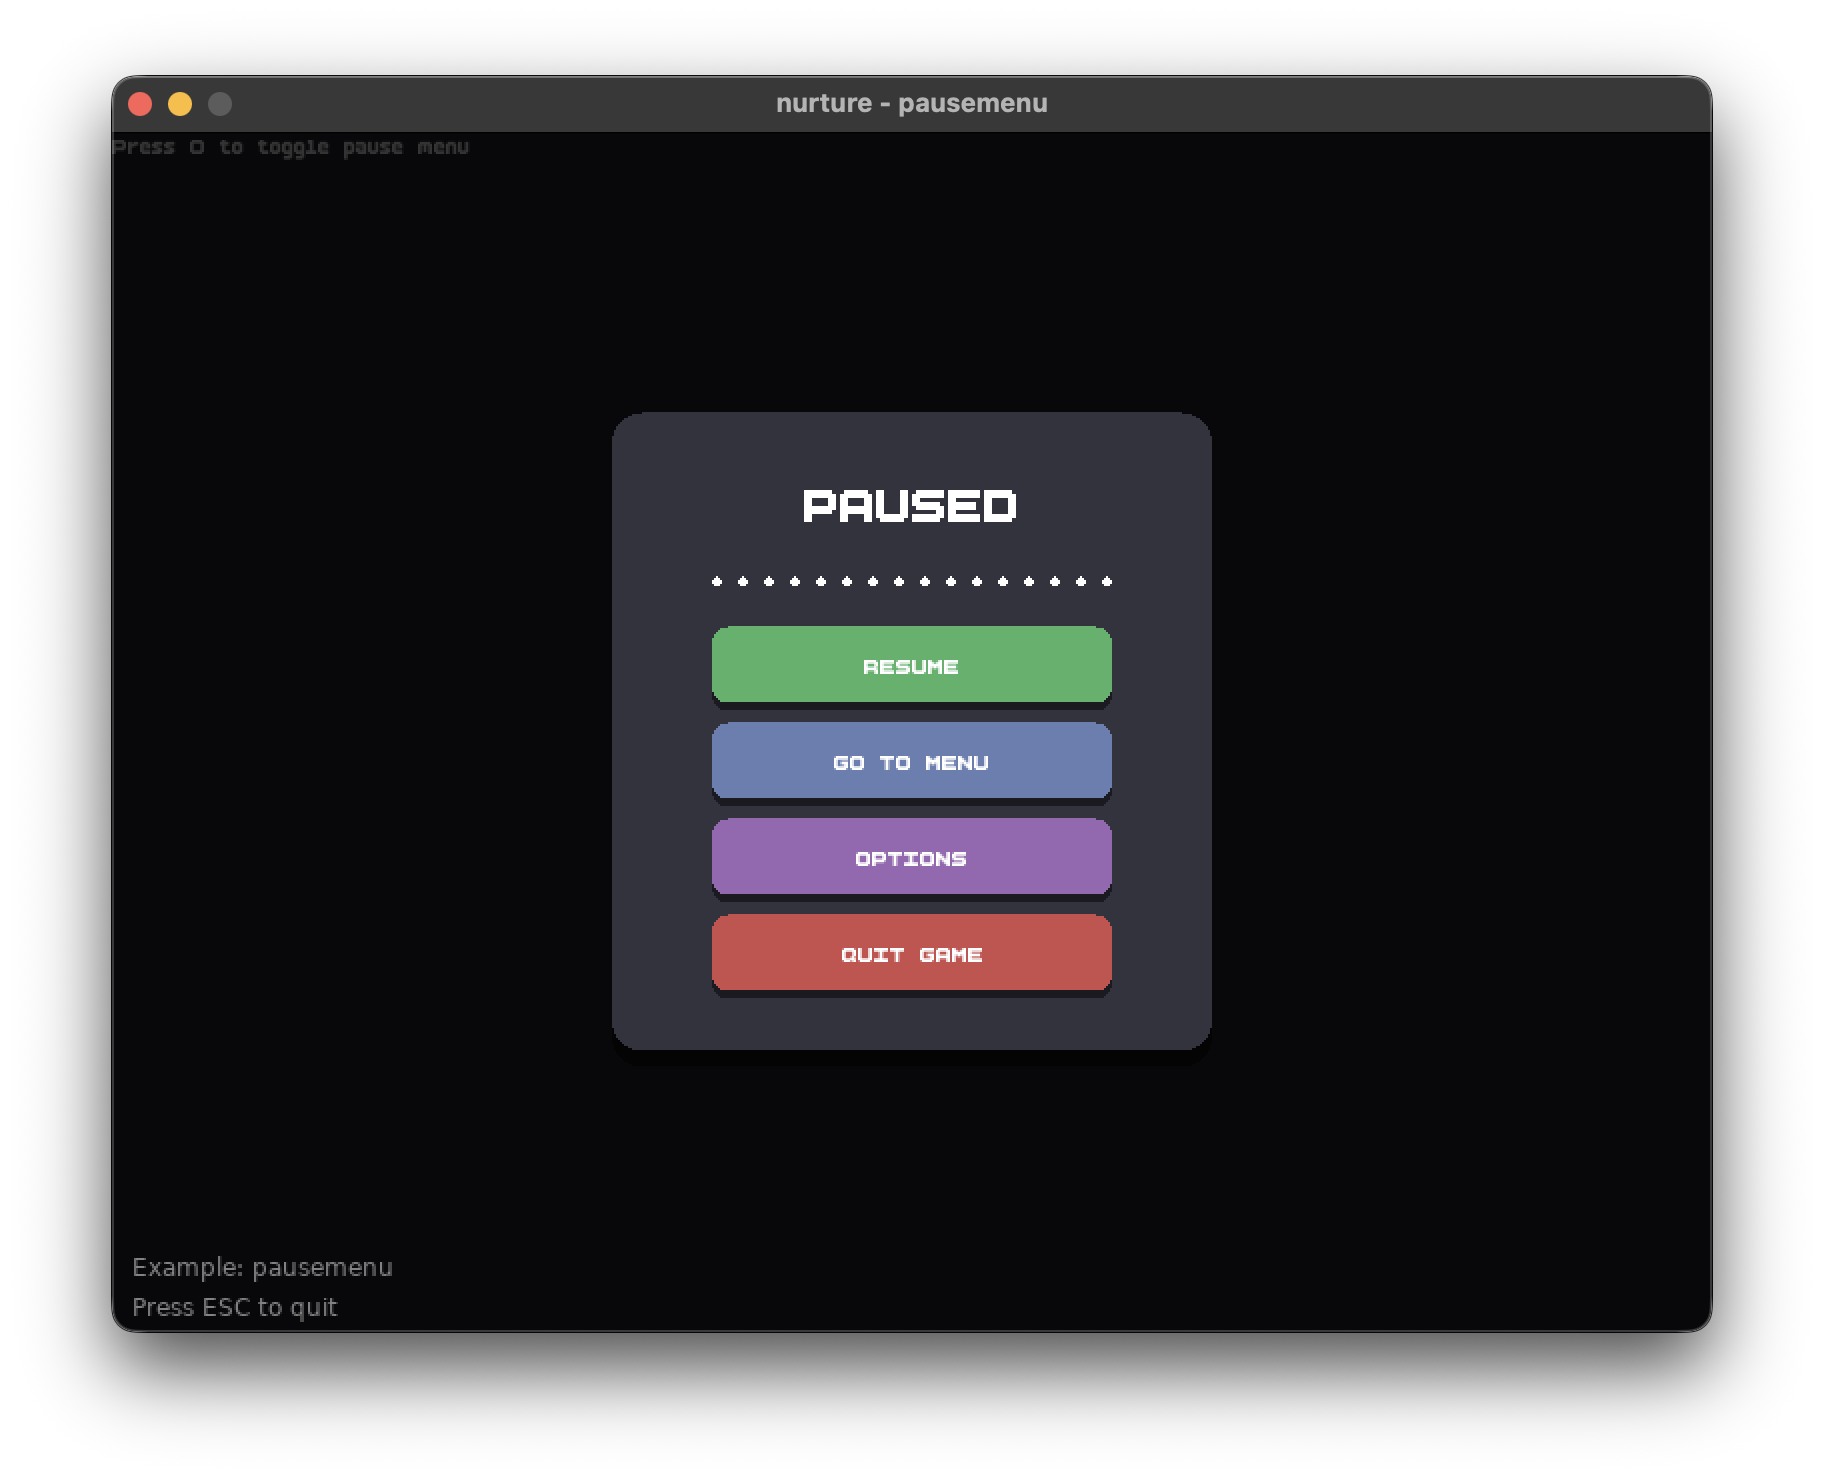 nurture - pausemenu
Press O to toggle pause menu
PAUSED
RESUME
GO TO MENU
OPTIONS
QUIT GAME
Example: pausemenu
Press ESC to quit